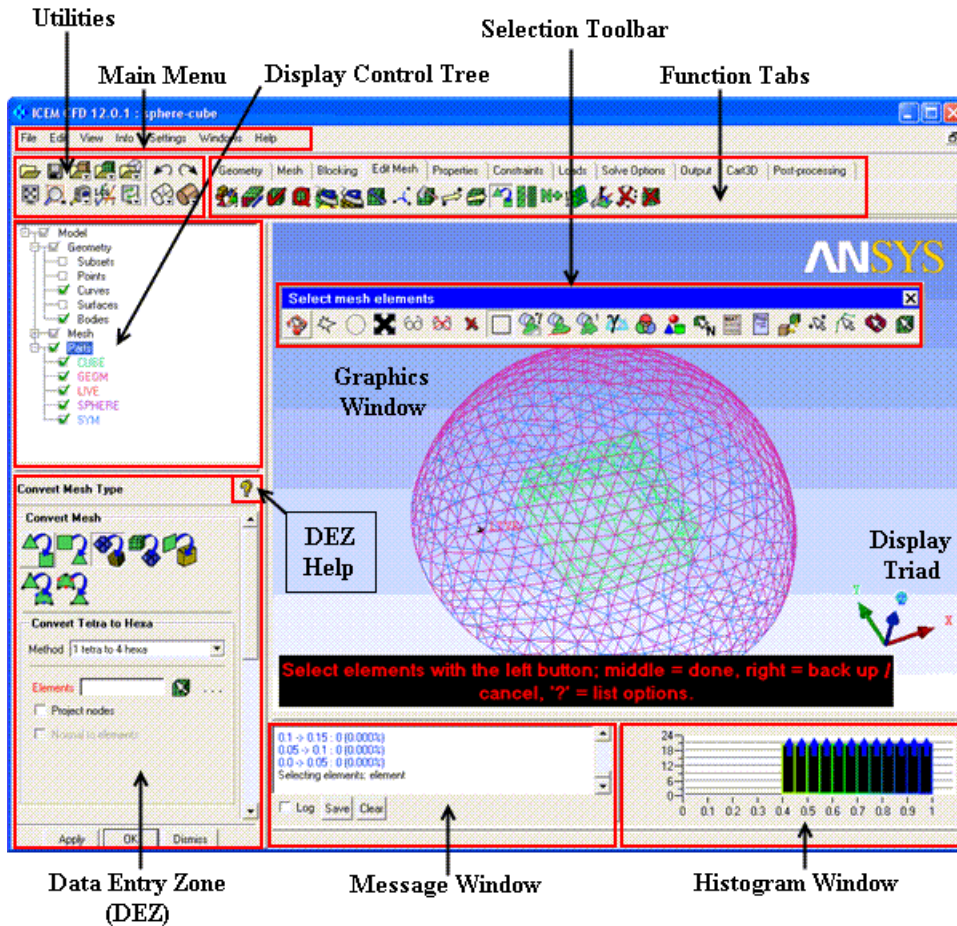 Utilities
Selection Toolbar
Main Menu
Display Control Tree
Function Tabs
ICEM CFD 12.0.1 : sphere-cube
File Edit View Info Settings Windows Help
Geometry Mesh Blocking Edit Mesh Properties Constraints Loads Solve Options Output Cart3D Post-processing
Model
Geometry
Subsets
Points
Curves
Surfaces
Bodies
Mesh
Parts
CUBE
GEOM
LIVE
SPHERE
SYM
ANSYS
Select mesh elements
Graphics
Window
Convert Mesh Type
?
Convert Mesh
DEZ
Help
Display
Triad
Y
X
Convert Tetra to Hexa
Method 1 tetra to 4 hexa
Elements ...
Project nodes
Normal to elements
Select elements with the left button; middle = done, right = back up /
cancel, '?' = list options.
0.1 -> 0.15 : 0 (0.000%)
0.05 -> 0.1 : 0 (0.000%)
0.0 -> 0.05 : 0 (0.000%)
Selecting elements: element
Log Save Clear
24
18
12
6
0
0 0.1 0.2 0.3 0.4 0.5 0.6 0.7 0.8 0.9 1
Apply OK Dismiss
Data Entry Zone
(DEZ)
Message Window
Histogram Window